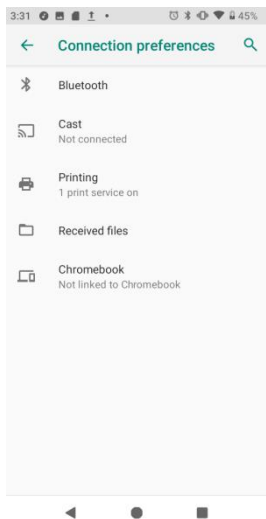 3:31 45%
Connection preferences
Bluetooth
Cast
Not connected
Printing
1 print service on
Received files
Chromebook
Not linked to Chromebook